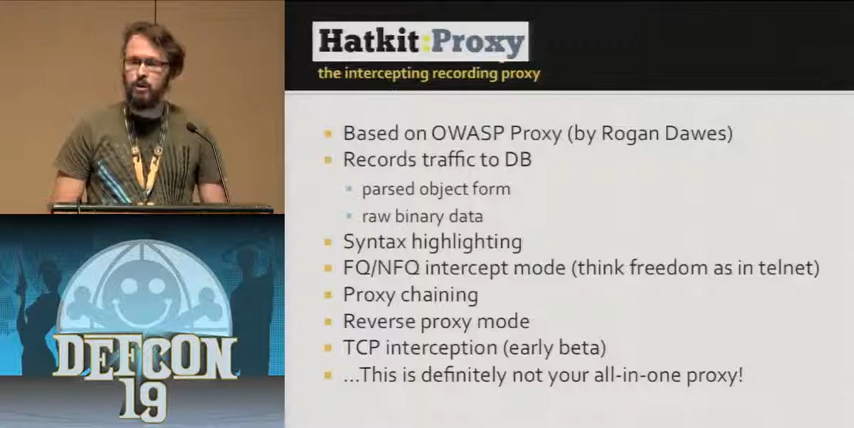 Hatkit:Proxy
the intercepting recording proxy
Based on OWASP Proxy (by Rogan Dawes)
Records traffic to DB
parsed object form
raw binary data
Syntax highlighting
FQ/NFQ intercept mode (think freedom as in telnet)
Proxy chaining
Reverse proxy mode
TCP interception (early beta)
...This is definitely not your all-in-one proxy!
DEFCON
19